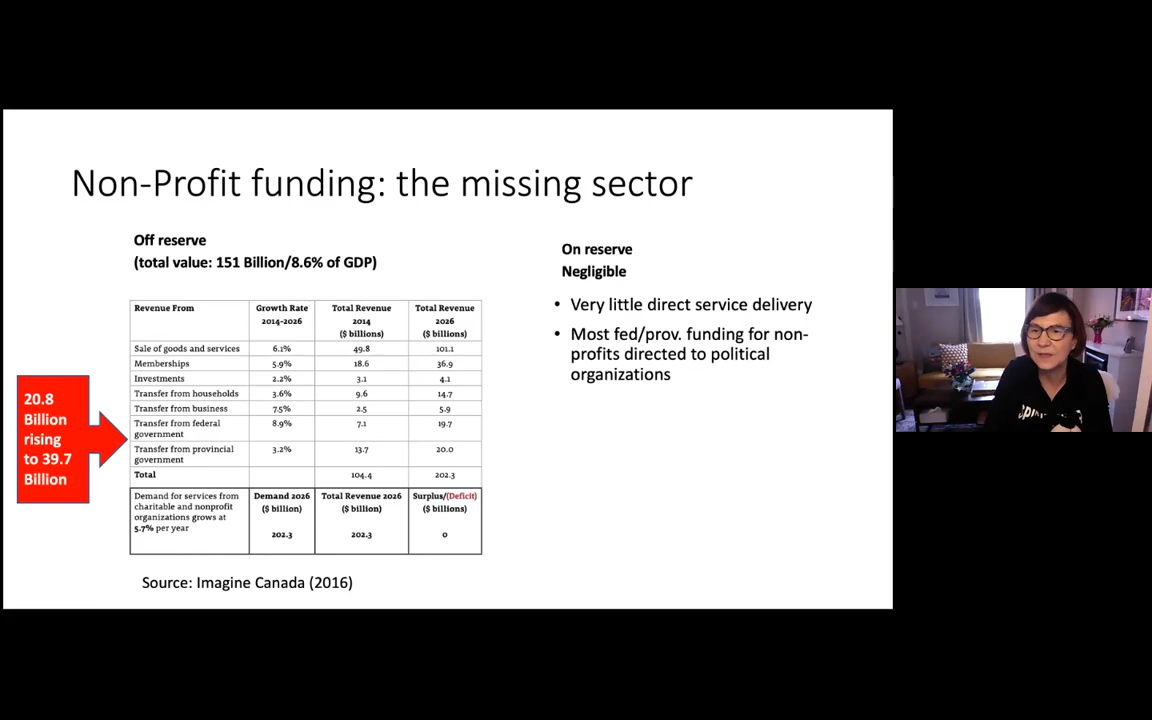 Non-Profit funding: the missing sector
Off reserve
(total value: 151 Billion/8.6% of GDP)
Revenue From Growth Rate 2014-2026 Total Revenue 2014 ($ billions) Total Revenue 2026 ($ billions)
Sale of goods and services 6.1% 49.8 101.1
Memberships 5.9% 18.6 36.9
Investments 2.2% 3.1 4.1
Transfer from households 3.6% 9.6 14.7
Transfer from business 7.5% 2.5 5.9
Transfer from federal government 8.9% 7.1 19.7
Transfer from provincial government 3.2% 13.7 20.0
Total 104.4 202.3
Demand for services from charitable and nonprofit organizations grows at 5.7% per year
Demand 2026 ($ billion) Total Revenue 2026 ($ billion) Surplus/(Deficit) ($ billions)
202.3 202.3 0
20.8
Billion
rising
to 39.7
Billion
Source: Imagine Canada (2016)
On reserve
Negligible
• Very little direct service delivery
• Most fed/prov. funding for non-
profits directed to political
organizations